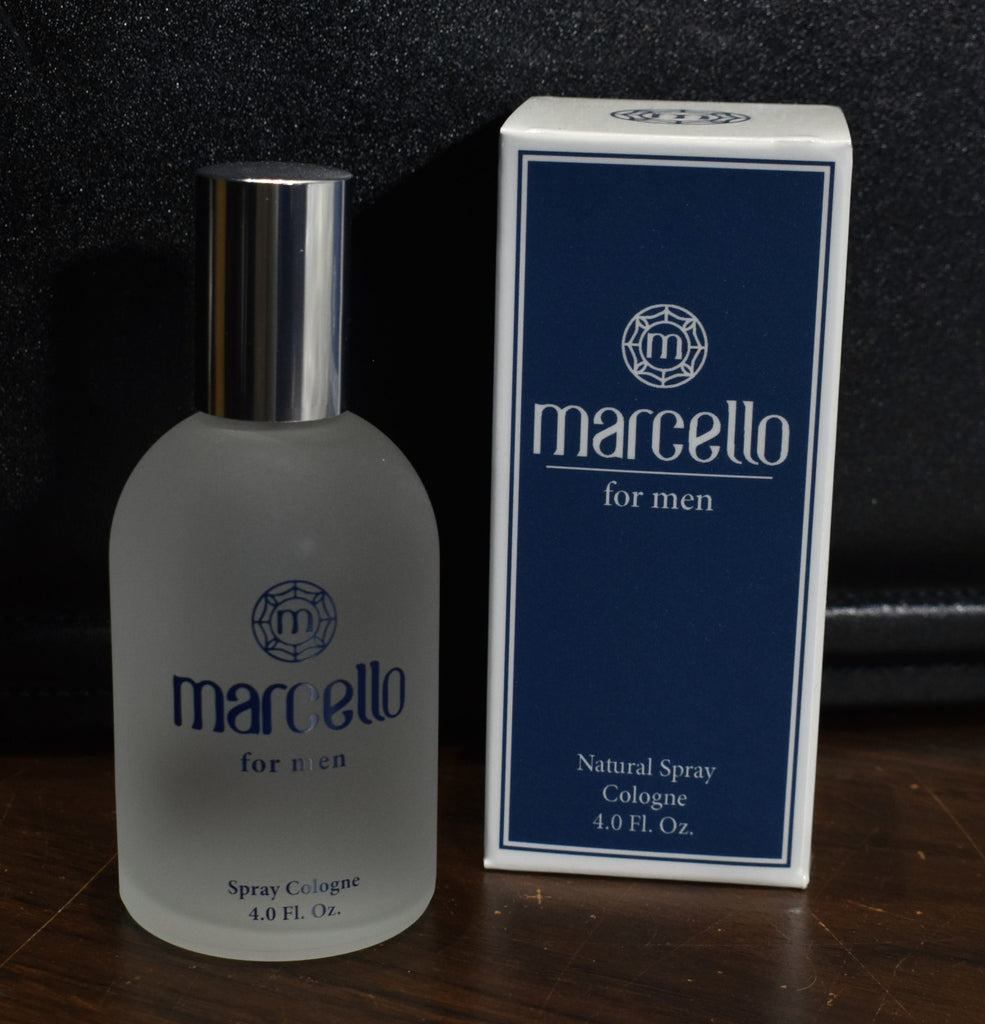 m
marcello
for men
Spray Cologne
4.0 Fl. Oz.
m
m
marcello
for men
Natural Spray
Cologne
4.0 Fl. Oz.